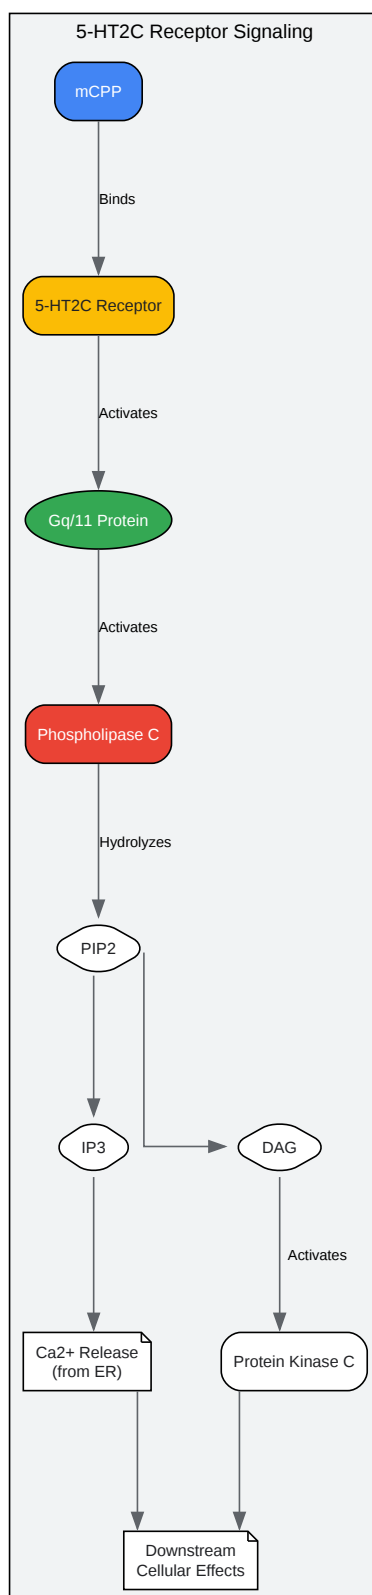 5-HT2C Receptor Signaling
mCPP
Binds
5-HT2C Receptor
Activates
Gq/11 Protein
Activates
Phospholipase C
Hydrolyzes
PIP2
IP3
DAG
Activates
Ca2+ Release
(from ER)
Protein Kinase C
Downstream
Cellular Effects